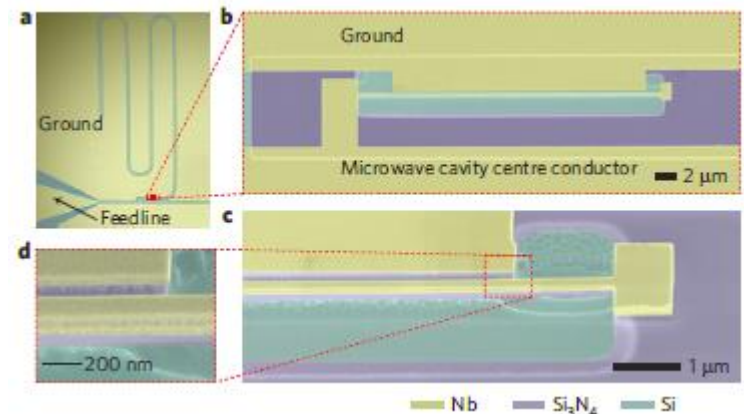 a
b
Ground
Ground
Microwave cavity centre conductor
2 μm
Feedline
c
d
200 nm
1 μm
Nb
Si₃N₄
Si